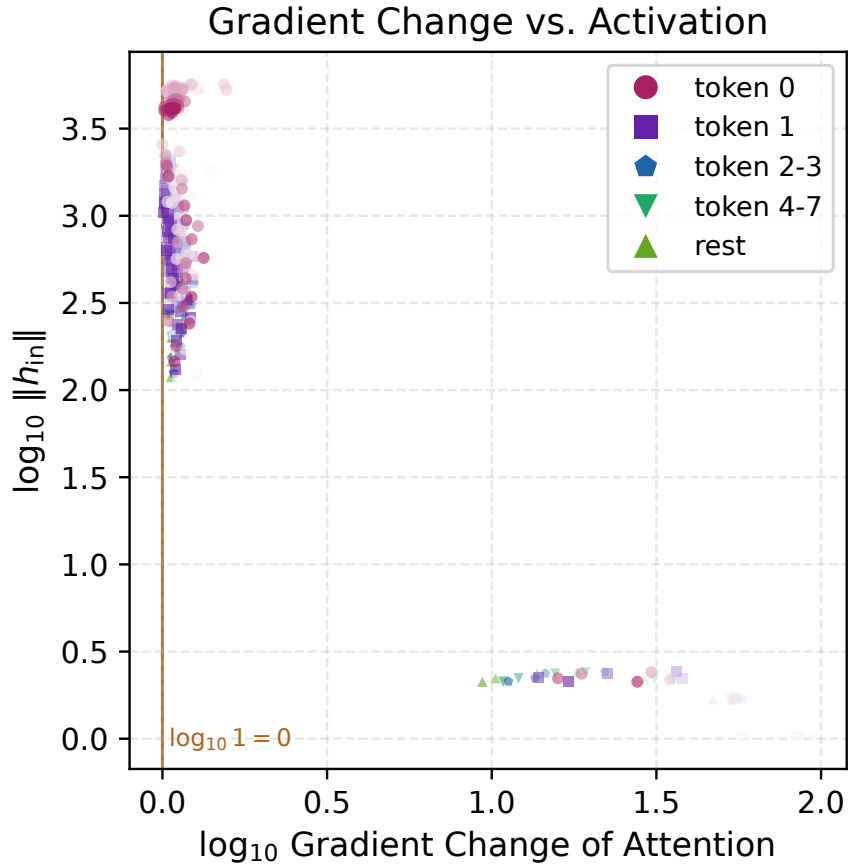 Gradient Change vs. Activation
token 0
token 1
token 2-3
token 4-7
rest
3.5
3.0
2.5
2.0
1.5
1.0
0.5
0.0
log₁₀ ‖h_in‖
log₁₀ 1 = 0
0.0 0.5 1.0 1.5 2.0
log₁₀ Gradient Change of Attention